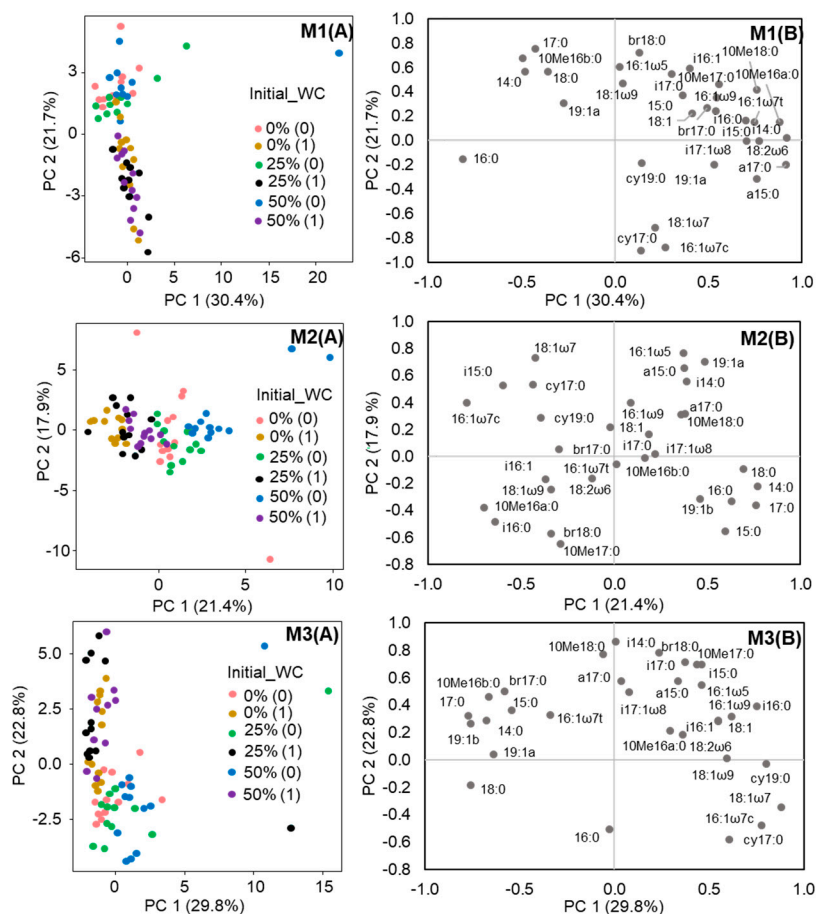 M1(A)
3
0
-3
-6
PC 2 (21.7%)
0 5 10 15 20
PC 1 (30.4%)
Initial_WC
0% (0)
0% (1)
25% (0)
25% (1)
50% (0)
50% (1)
M1(B)
1.0
0.8
0.6
0.4
0.2
0.0
0.2
0.4
0.6
0.8
-1.0
PC 2 (21.7%)
-1.0 -0.5 0.0 0.5 1.0
PC 1 (30.4%)
17:0
10Me16b:0
14:0
18:0
19:1a
16:0
br18:0
16:1ω5
18:1ω9
i16:1
10Me17:0
i17:0
10Me18:0
10Me16a:0
16:1ω9
15:0
18:1
16:1ω7t
i16:0
br17:0
i15:0
i14:0
i17:1ω8
18:2ω6
cy19:0
19:1a
a17:0
a15:0
18:1ω7
cy17:0
16:1ω7c
M2(A)
5
0
-5
-10
PC 2 (17.9%)
0 5 10
PC 1 (21.4%)
Initial_WC
0% (0)
0% (1)
25% (0)
25% (1)
50% (0)
50% (1)
M2(B)
1.0
0.8
0.6
0.4
0.2
0.0
-0.2
-0.4
-0.6
-0.8
PC 2 (17.9 %)
-1.0 -0.5 0.0 0.5 1.0
PC 1 (21.4%)
18:1ω7
i15:0
cy17:0
16:1ω7c
cy19:0
16:1ω5
19:1a
a15:0
i14:0
a17:0
16:1ω9
10Me18:0
18:1
i17:0
br17:0
i17:1ω8
i16:1
16:1ω7t
10Me16b:0
18:1ω9
18:2ω6
10Me16a:0
i16:0
br18:0
10Me17:0
18:0
16:0
14:0
19:1b
17:0
15:0
M3(A)
5.0
2.5
0.0
-2.5
PC 2 (22.8%)
0 5 10 15
PC 1 (29.8%)
Initial_WC
0% (0)
0% (1)
25% (0)
25% (1)
50% (0)
50% (1)
M3(B)
1.0
0.8
0.6
0.4
0.2
0.0
-0.2
-0.4
-0.6
-0.8
PC 2 (22.8%)
-1.0 -0.5 0.0 0.5 1.0
PC 1 (29.8%)
i14:0
10Me18:0
br18:0
10Me17:0
i17:0
i15:0
a17:0
a15:0
16:1ω5
10Me16b:0
br17:0
17:0
15:0
i17:1ω8
16:1ω9
i16:0
19:1b
14:0
16:1ω7t
i16:1
18:1
19:1a
10Me16a:0
18:2ω6
18:0
18:1ω9
cy19:0
18:1ω7
16:0
16:1ω7c
cy17:0